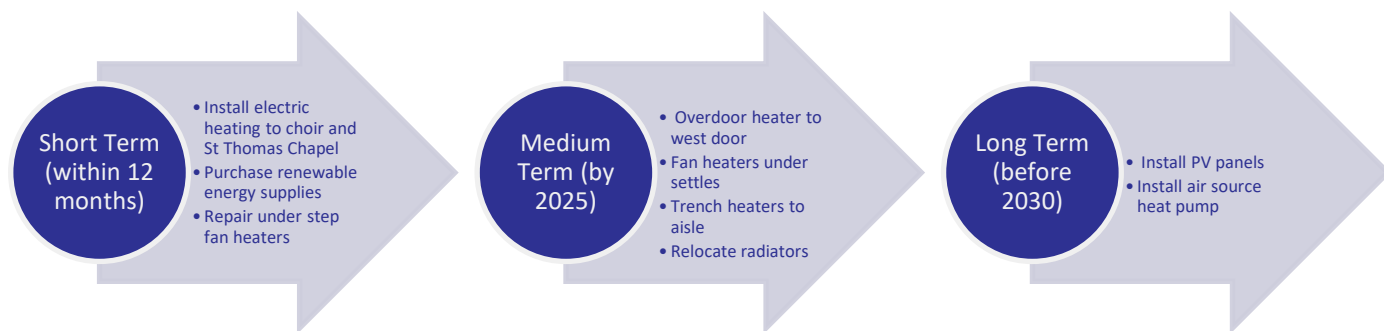 Short Term
(within 12
months)
• Install electric
heating to choir and
St Thomas Chapel
• Purchase renewable
energy supplies
• Repair under step
fan heaters
Medium
Term (by
2025)
• Overdoor heater to
west door
• Fan heaters under
settles
• Trench heaters to
aisle
• Relocate radiators
Long Term
(before
2030)
• Install PV panels
• Install air source
heat pump